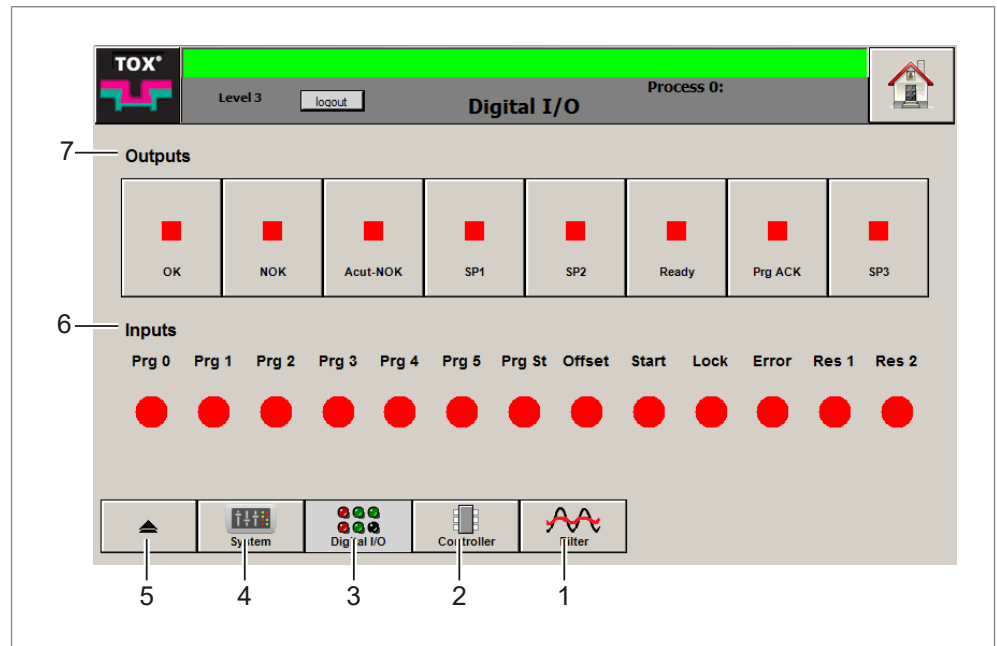 TOX®
Level 3 logout Digital I/O Process 0:
7 Outputs
OK NOK Acut-NOK SP1 SP2 Ready Prg ACK SP3
6 Inputs
Prg 0 Prg 1 Prg 2 Prg 3 Prg 4 Prg 5 Prg St Offset Start Lock Error Res 1 Res 2
System Digital I/O Controller Filter
5 4 3 2 1